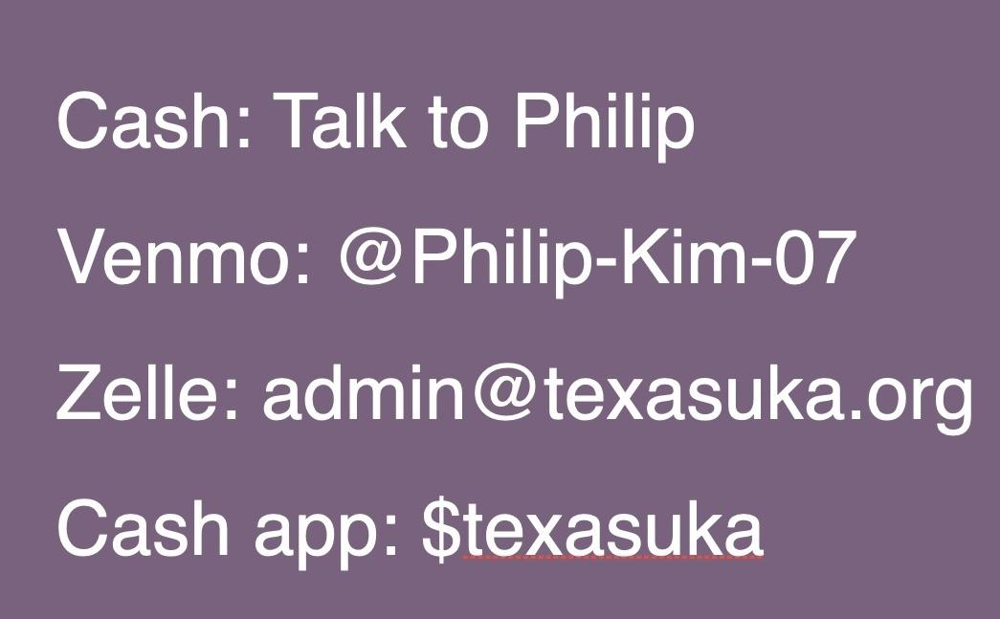 Cash: Talk to Philip
Venmo: @Philip-Kim-07
Zelle: admin@texasuka.org
Cash app: $texasuka